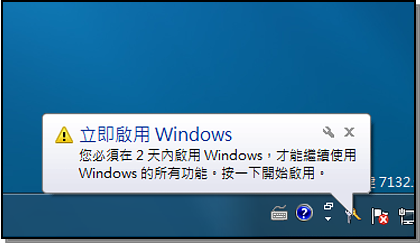 立即啟用 Windows
您必須在 2 天內啟用 Windows，才能繼續使用
Windows 的所有功能。按一下開始啟用。
7132.